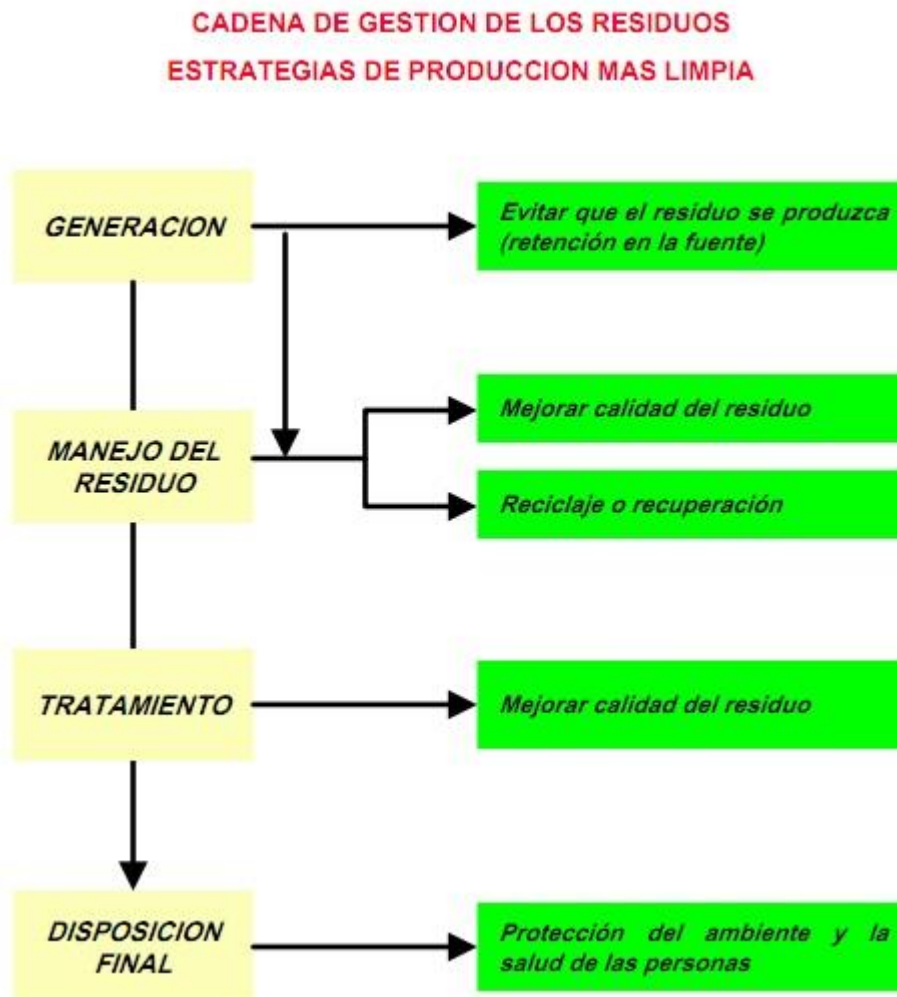 CADENA DE GESTION DE LOS RESIDUOS
ESTRATEGIAS DE PRODUCCION MAS LIMPIA
GENERACION
Evitar que el residuo se produzca
(retención en la fuente)
MANEJO DEL
RESIDUO
Mejorar calidad del residuo
Reciclaje o recuperación
TRATAMIENTO
Mejorar calidad del residuo
DISPOSICION
FINAL
Protección del ambiente y la
salud de las personas